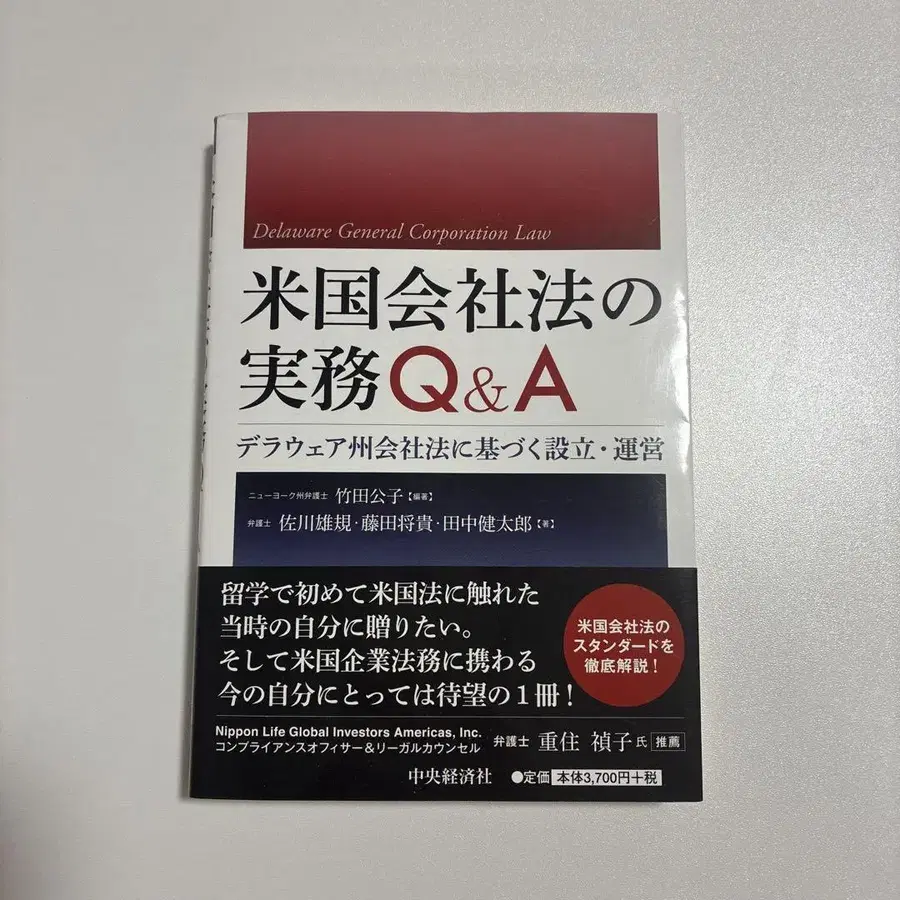 Delaware General Corporation Law
米国会社法の
実務Q&A
デラウェア州会社法に基づく設立・運営
ニューヨーク州弁護士 竹田公子【編著】
弁護士 佐川雄規・藤田将貴・田中健太郎【著】
留学で初めて米国法に触れた
当時の自分に贈りたい。
そして米国企業法務に携わる
今の自分にとっては待望の1冊!
米国会社法の
スタンダードを
徹底解説!
Nippon Life Global Investors Americas, Inc.
コンプライアンスオフィサー&リーガルカウンセル
弁護士 重住 禎子 氏 推薦
中央経済社 ●定価 本体3,700円+税